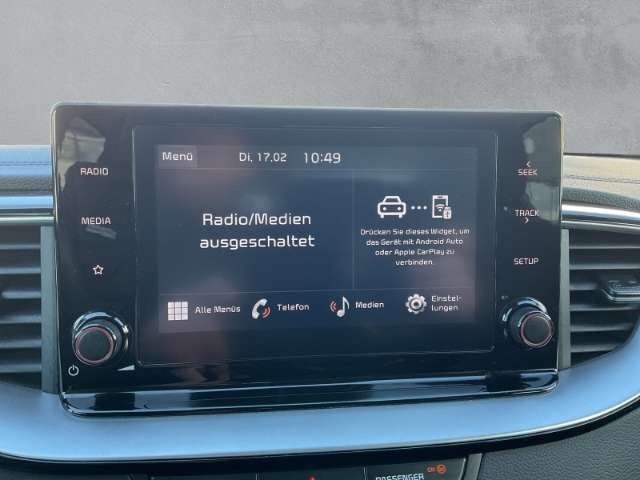 Menü Di, 17.02 10:49
RADIO
MEDIA
Radio/Medien
ausgeschaltet
Drücken Sie dieses Widget, um
das Gerät mit Android Auto
oder Apple CarPlay zu
verbinden.
Alle Menüs Telefon Medien Einstel-
lungen
SEEK
TRACK
SETUP
PASSENGER